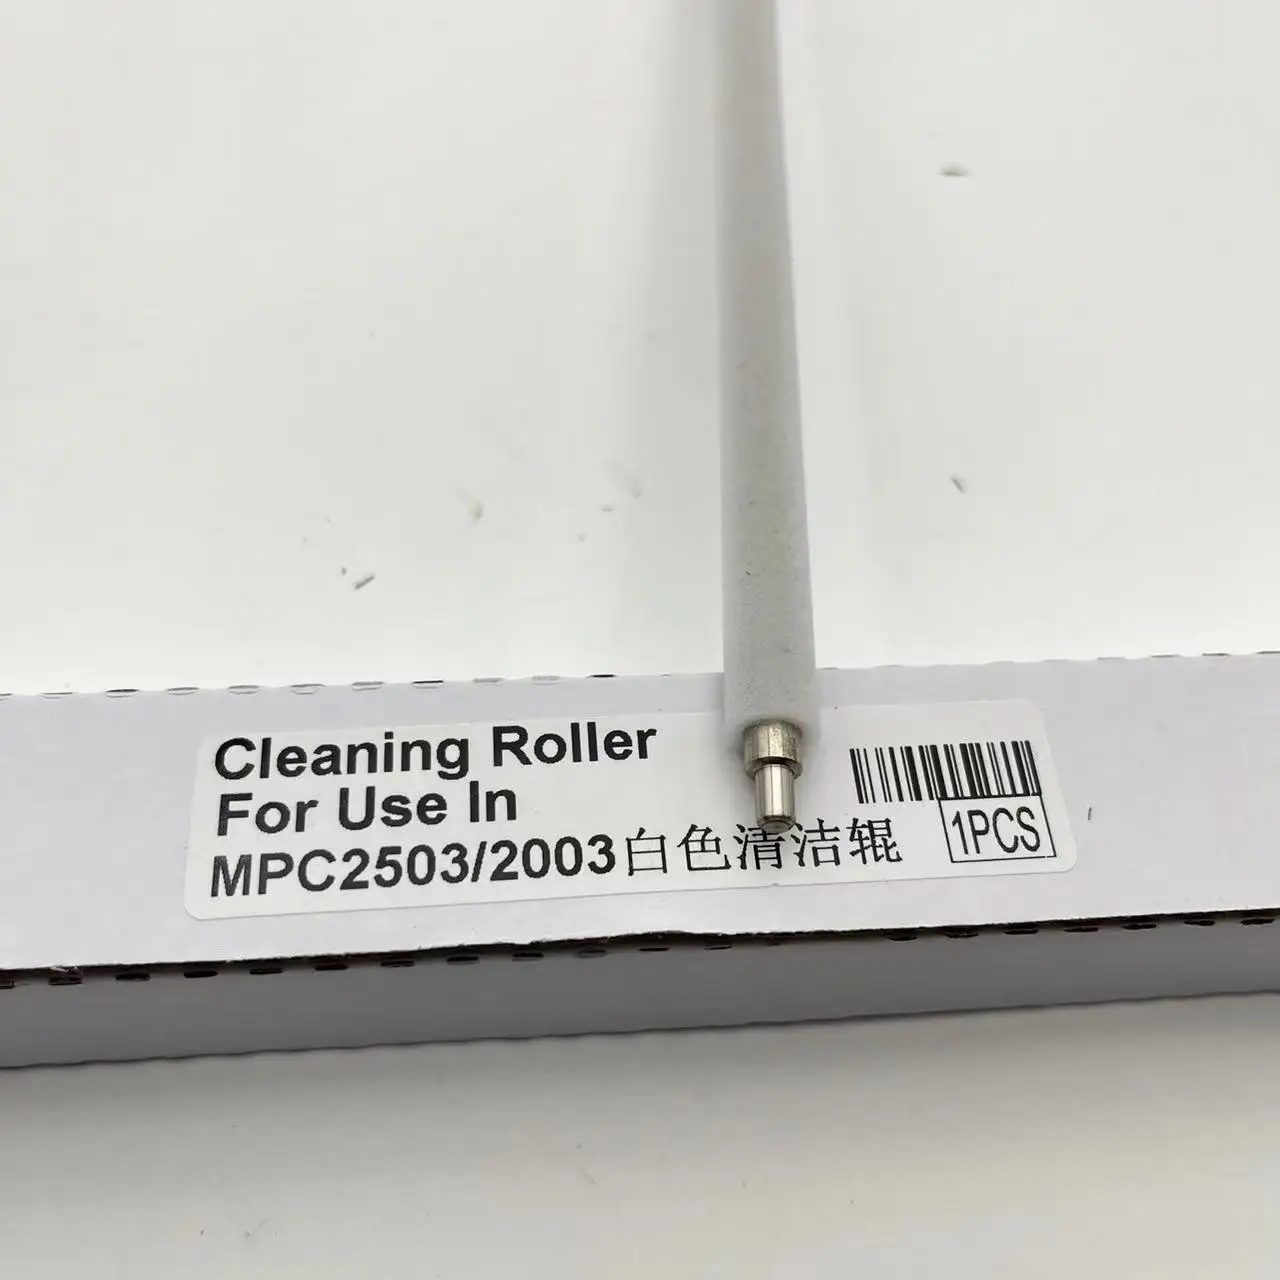 Cleaning Roller
For Use In
MPC2503/2003白色清洁辊
1PCS